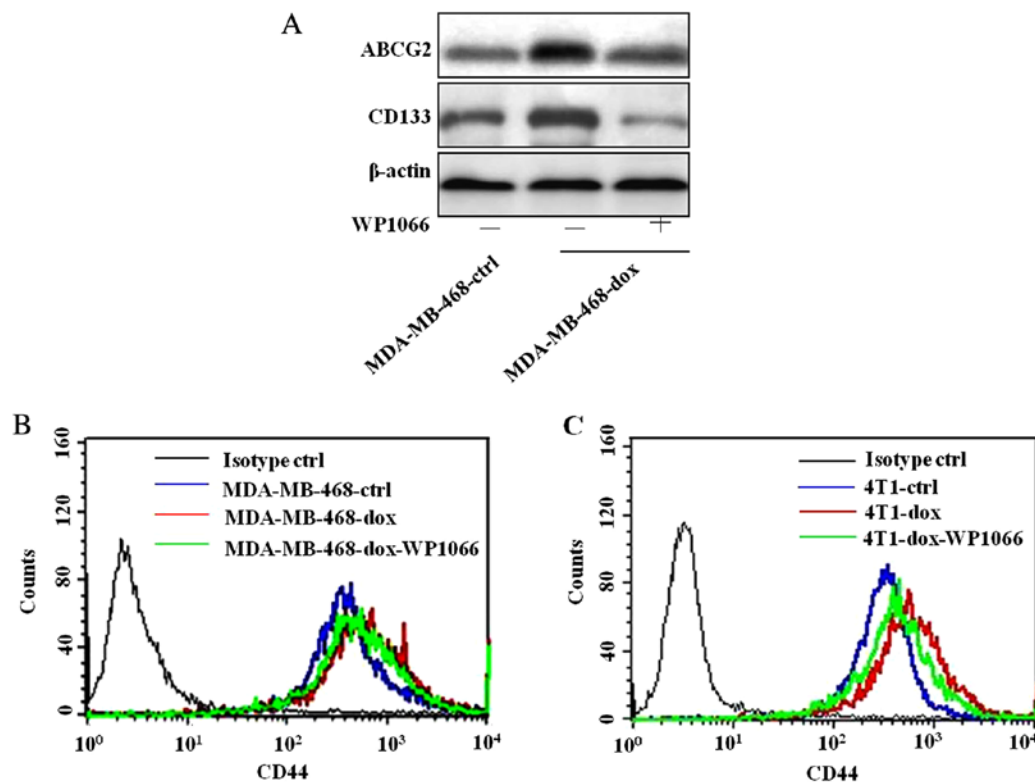 A
ABCG2
CD133
β-actin
WP1066 — — +
MDA-MB-468-ctrl
MDA-MB-468-dox
B
160
120
80
40
0
Counts
Isotype ctrl
MDA-MB-468-ctrl
MDA-MB-468-dox
MDA-MB-468-dox-WP1066
10⁰ 10¹ 10² 10³ 10⁴
CD44
C
160
120
80
40
0
Counts
Isotype ctrl
4T1-ctrl
4T1-dox
4T1-dox-WP1066
10⁰ 10¹ 10² 10³ 10⁴
CD44